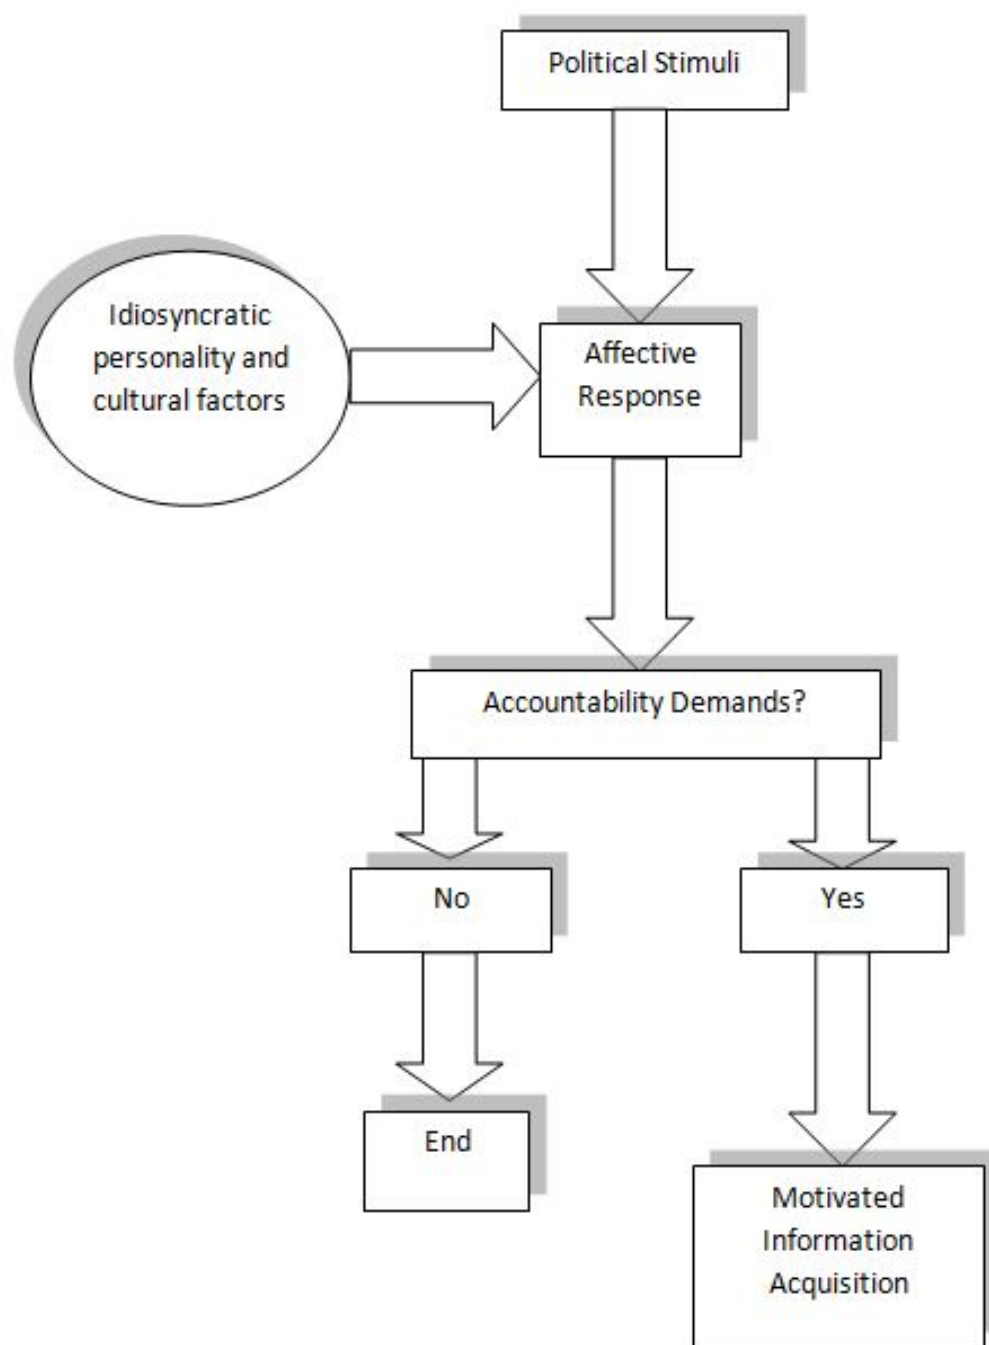 Political Stimuli
Idiosyncratic
personality and
cultural factors
Affective
Response
Accountability Demands?
No
Yes
End
Motivated
Information
Acquisition